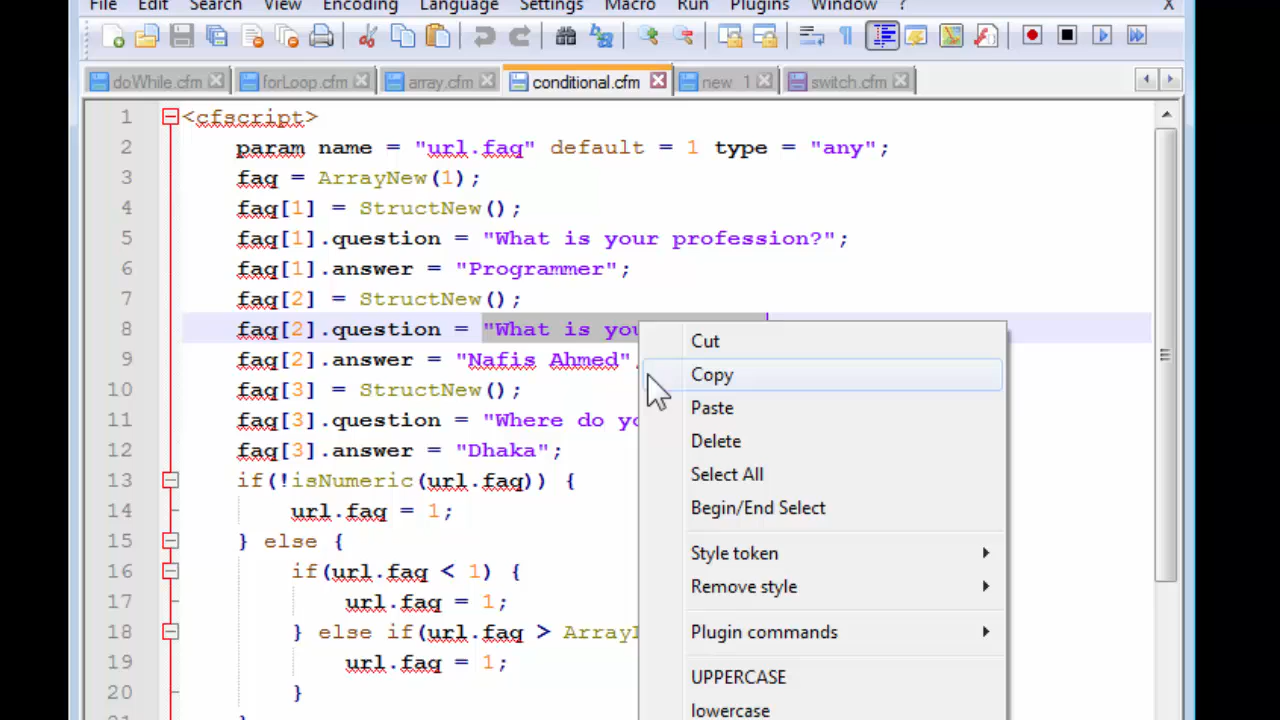 File Edit Search View Encoding Language Settings Macro Run Plugins Window ? X
doWhile.cfm forLoop.cfm array.cfm conditional.cfm new 1 switch.cfm
1 <cfscript>
2 param name = "url.faq" default = 1 type = "any";
3 faq = ArrayNew(1);
4 faq[1] = StructNew();
5 faq[1].question = "What is your profession?";
6 faq[1].answer = "Programmer";
7 faq[2] = StructNew();
8 faq[2].question = "What is you
9 faq[2].answer = "Nafis Ahmed"
10 faq[3] = StructNew();
11 faq[3].question = "Where do yo
12 faq[3].answer = "Dhaka";
13 if(!isNumeric(url.faq)) {
14 url.faq = 1;
15 } else {
16 if(url.faq < 1) {
17 url.faq = 1;
18 } else if(url.faq > Array
19 url.faq = 1;
20 }
Cut
Copy
Paste
Delete
Select All
Begin/End Select
Style token
Remove style
Plugin commands
UPPERCASE
lowercase